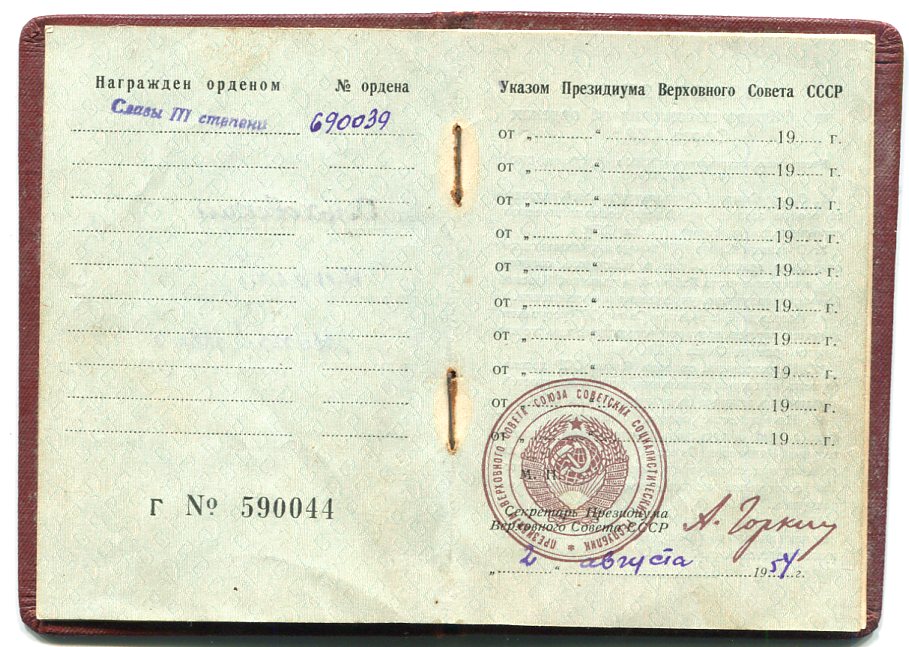 Награжден орденом № ордена
Славы III степени 690039
г № 590044
Указом Президиума Верховного Совета СССР
от „ “ 19 г.
от „ “ 19 г.
от „ “ 19 г.
от „ “ 19 г.
от „ “ 19 г.
от „ “ 19 г.
от „ “ 19 г.
от „ “ 19 г.
от „ “ 19 г.
от „ 19 г.
ПРЕЗИДИУМ ВЕРХОВНОГО СОВЕТА СОЮЗА СОВЕТСКИХ СОЦИАЛИСТИЧЕСКИХ РЕСПУБЛИК
М. П.
Секретарь Президиума
Верховного Совета СССР
А. Горкин
„ 2 “ августа 1954 г.